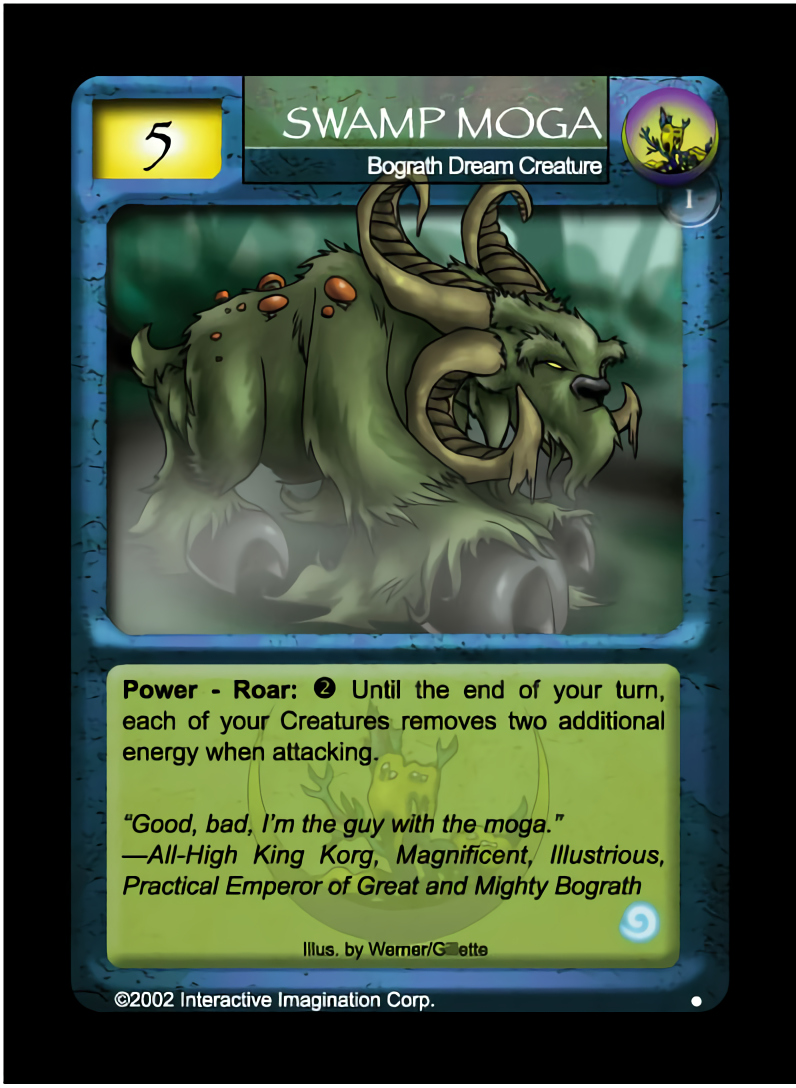 5
SWAMP MOGA
Bograth Dream Creature
I
Power - Roar: ❷ Until the end of your turn,
each of your Creatures removes two additional
energy when attacking.
“Good, bad, I’m the guy with the moga.”
—All-High King Korg, Magnificent, Illustrious,
Practical Emperor of Great and Mighty Bograth
Illus. by
©2002 Interactive Imagination Corp.